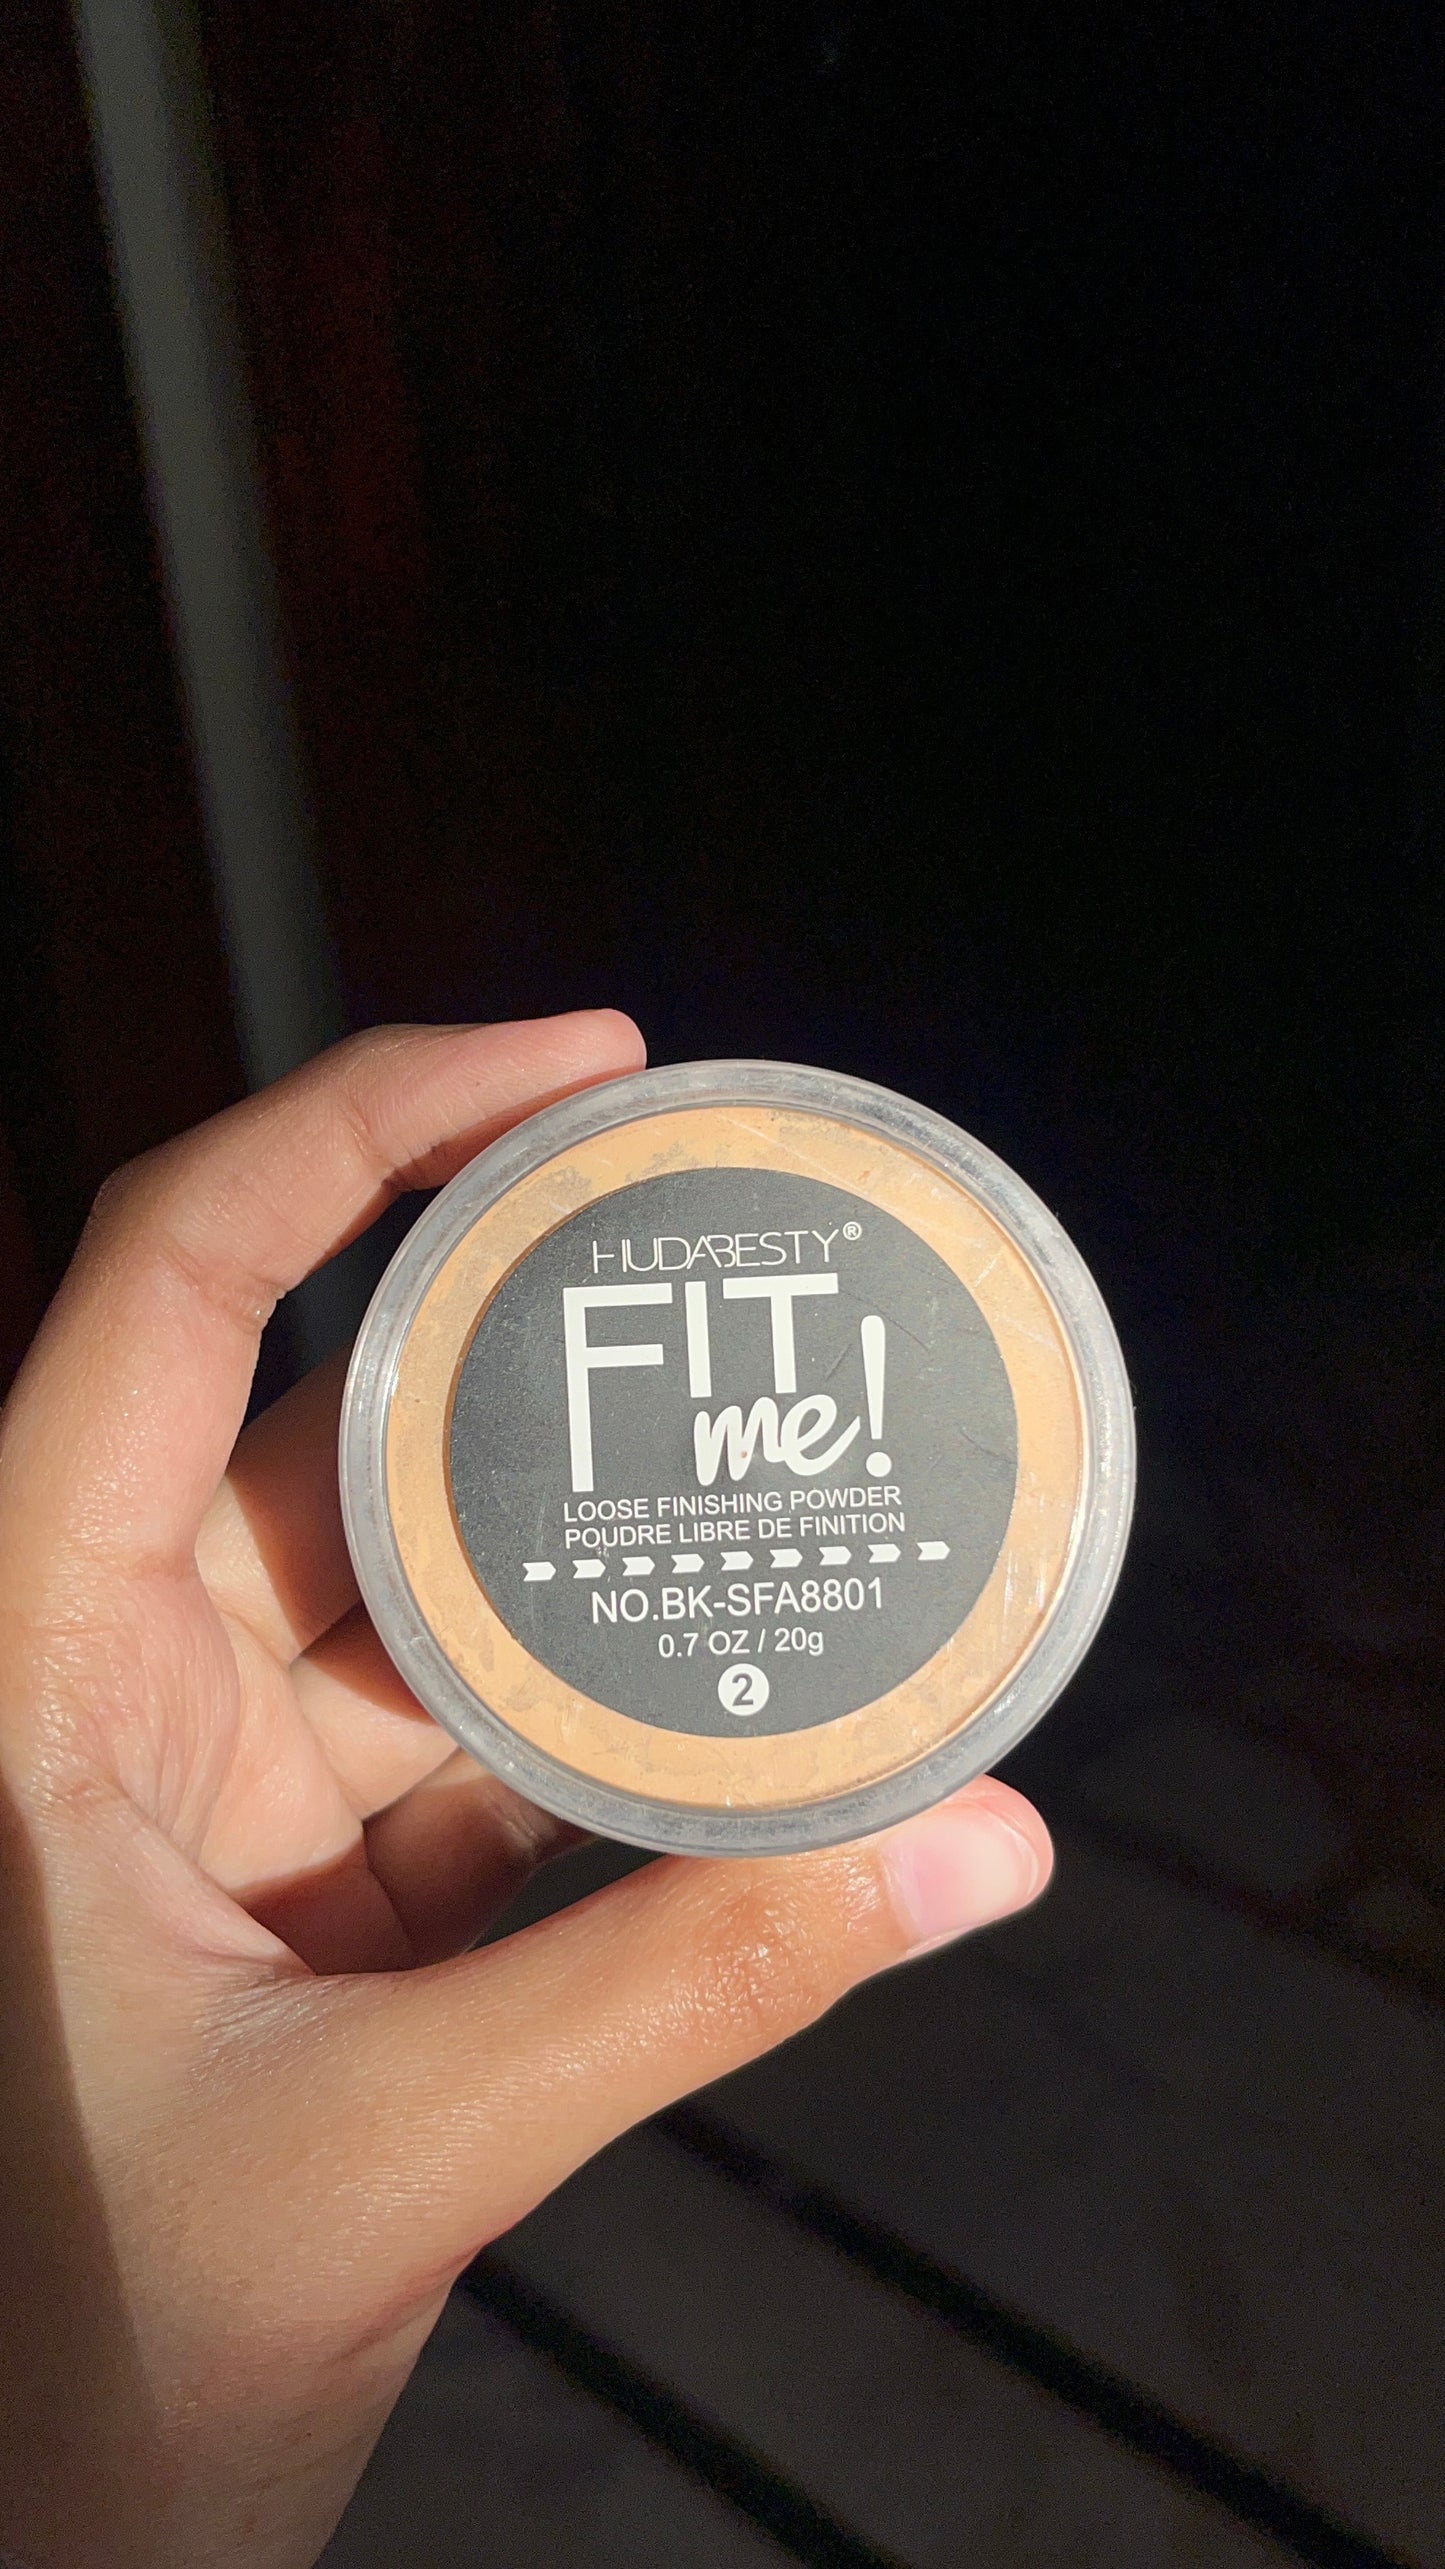 HUDABESTY®
FIT
me!
LOOSE FINISHING POWDER
POUDRE LIBRE DE FINITION
NO.BK-SFA8801
0.7 OZ / 20g
2